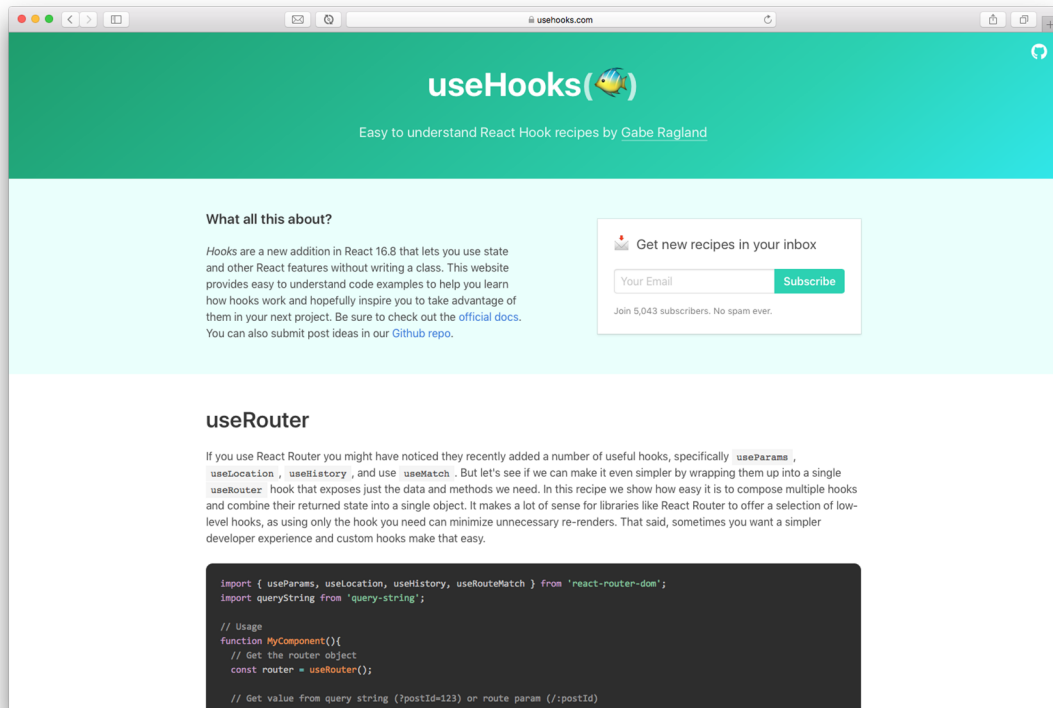 usehooks.com
useHooks(🐠)
Easy to understand React Hook recipes by Gabe Ragland
What all this about?
Hooks are a new addition in React 16.8 that lets you use state
and other React features without writing a class. This website
provides easy to understand code examples to help you learn
how hooks work and hopefully inspire you to take advantage of
them in your next project. Be sure to check out the official docs.
You can also submit post ideas in our Github repo.
Get new recipes in your inbox
Your Email
Subscribe
Join 5,043 subscribers. No spam ever.
useRouter
If you use React Router you might have noticed they recently added a number of useful hooks, specifically useParams ,
useLocation , useHistory , and use useMatch . But let's see if we can make it even simpler by wrapping them up into a single
useRouter hook that exposes just the data and methods we need. In this recipe we show how easy it is to compose multiple hooks
and combine their returned state into a single object. It makes a lot of sense for libraries like React Router to offer a selection of low-
level hooks, as using only the hook you need can minimize unnecessary re-renders. That said, sometimes you want a simpler
developer experience and custom hooks make that easy.
import { useParams, useLocation, useHistory, useRouteMatch } from 'react-router-dom';
import queryString from 'query-string';
// Usage
function MyComponent(){
// Get the router object
const router = useRouter();
// Get value from query string (?postId=123) or route param (/:postId)